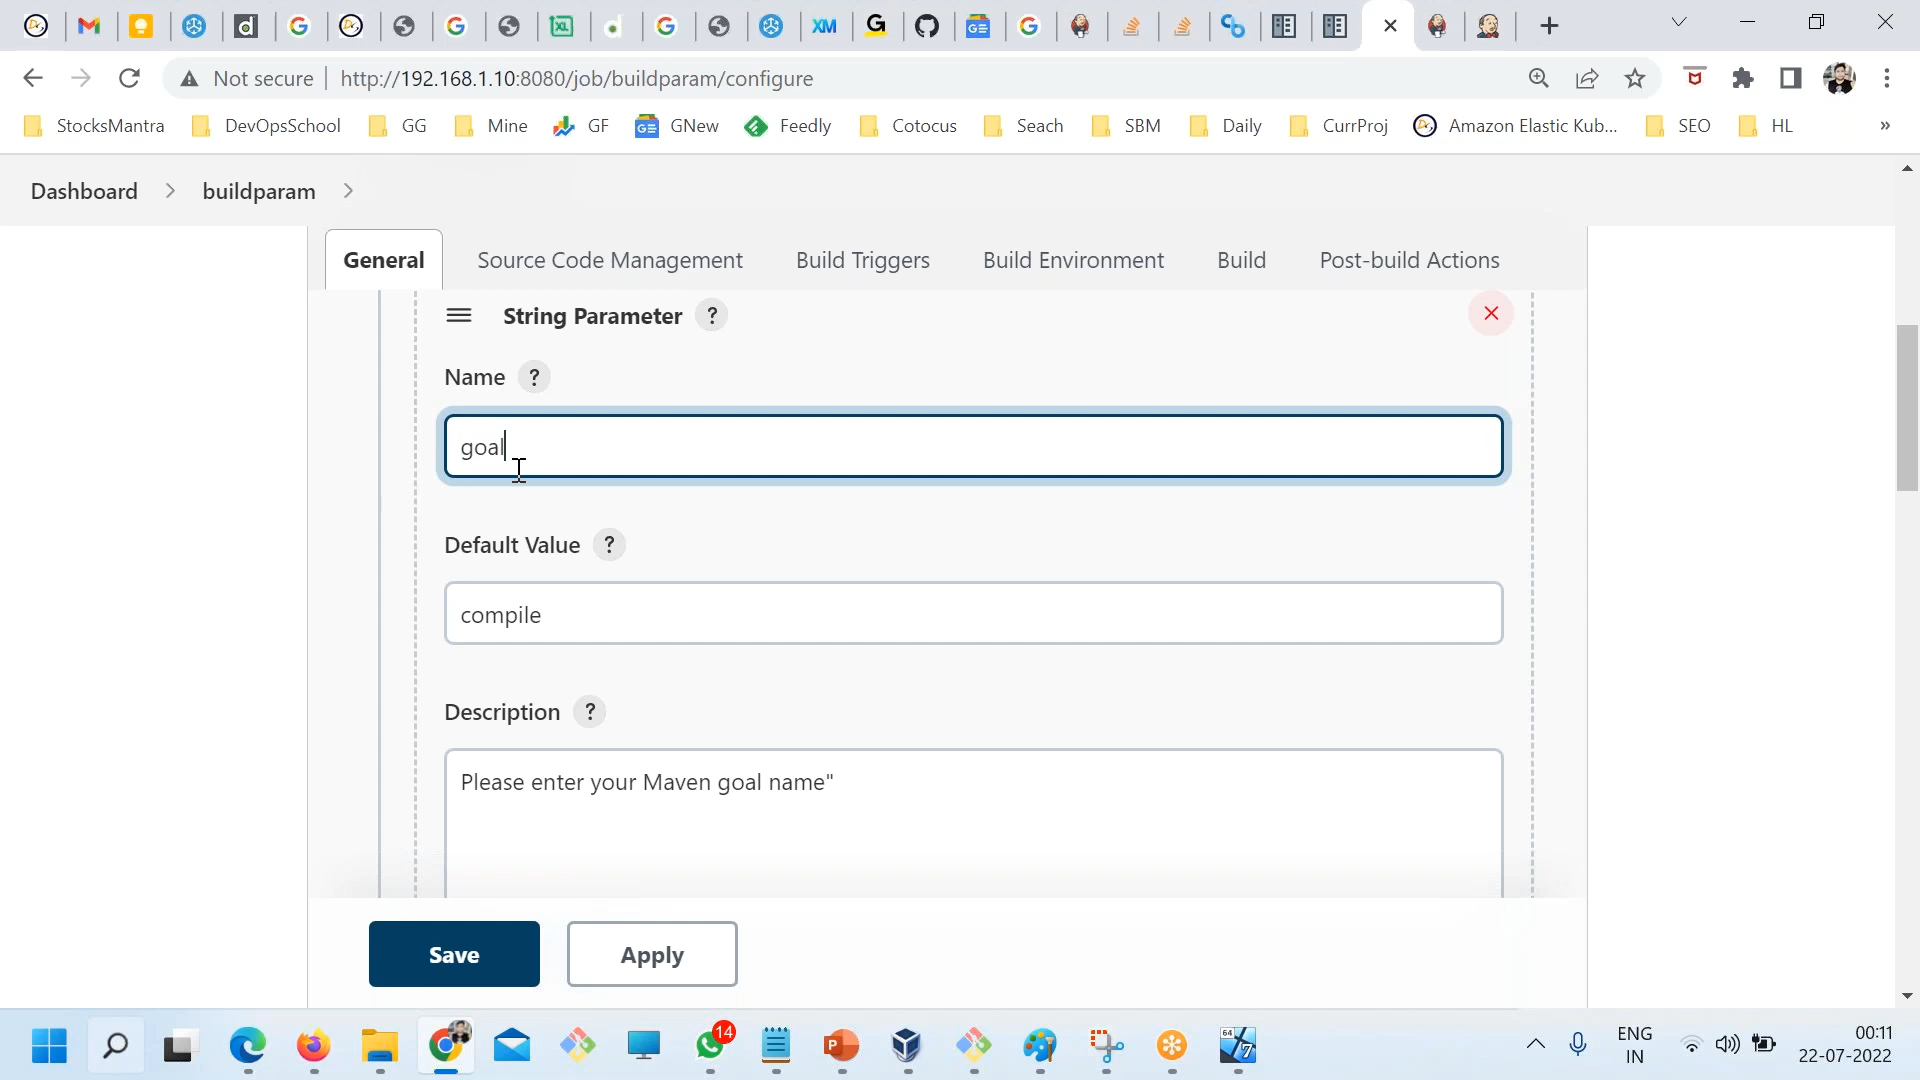 Not secure | http://192.168.1.10:8080/job/buildparam/configure
StocksMantra DevOpsSchool GG Mine GF GNew Feedly Cotocus Seach SBM Daily CurrProj Amazon Elastic Kub... SEO HL »
Dashboard > buildparam >
General Source Code Management Build Triggers Build Environment Build Post-build Actions
String Parameter ?
Name ?
goal
Default Value ?
compile
Description ?
Please enter your Maven goal name"
Save Apply
14
64
7
ENG
IN
00:11
22-07-2022